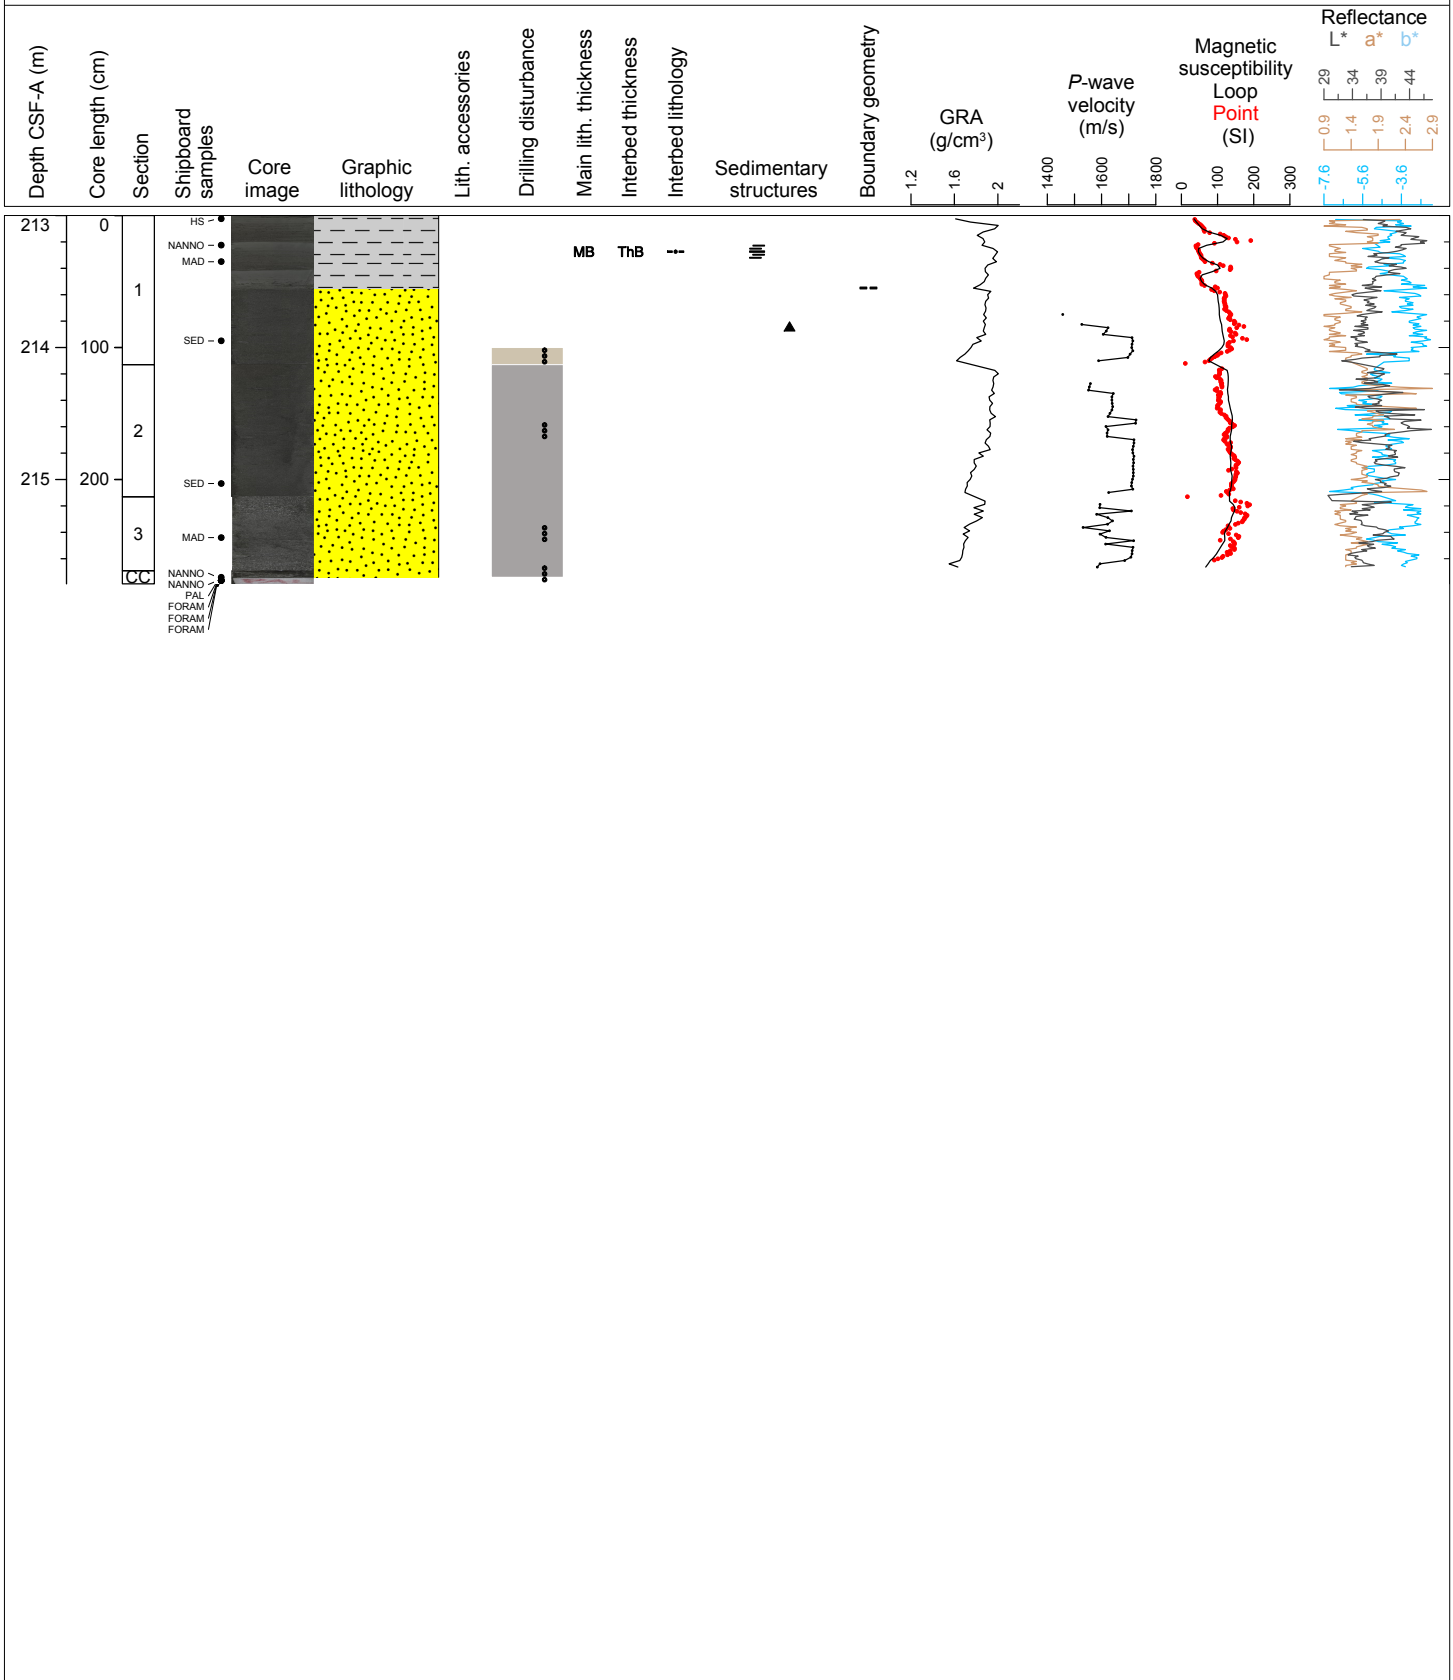 Depth CSF-A (m)
Core length (cm)
Section
Shipboard
samples
Core
image
Graphic
lithology
Lith. accessories
Drilling disturbance
Main lith. thickness
Interbed thickness
Interbed lithology
Sedimentary
structures
Boundary geometry
GRA
(g/cm³)
1.2 1.6 2
P-wave
velocity
(m/s)
1400 1600 1800
Magnetic
susceptibility
Loop
Point
(SI)
0 100 200 300
Reflectance
L* a* b*
29 34 39 44
0.9 1.4 1.9 2.4 2.9
-7.6 -5.6 -3.6
213 0
HS
NANNO
MB ThB
MAD
1
SED
214 100
2
215 200
SED
3
MAD
CC
NANNO
NANNO
PAL
FORAM
FORAM
FORAM